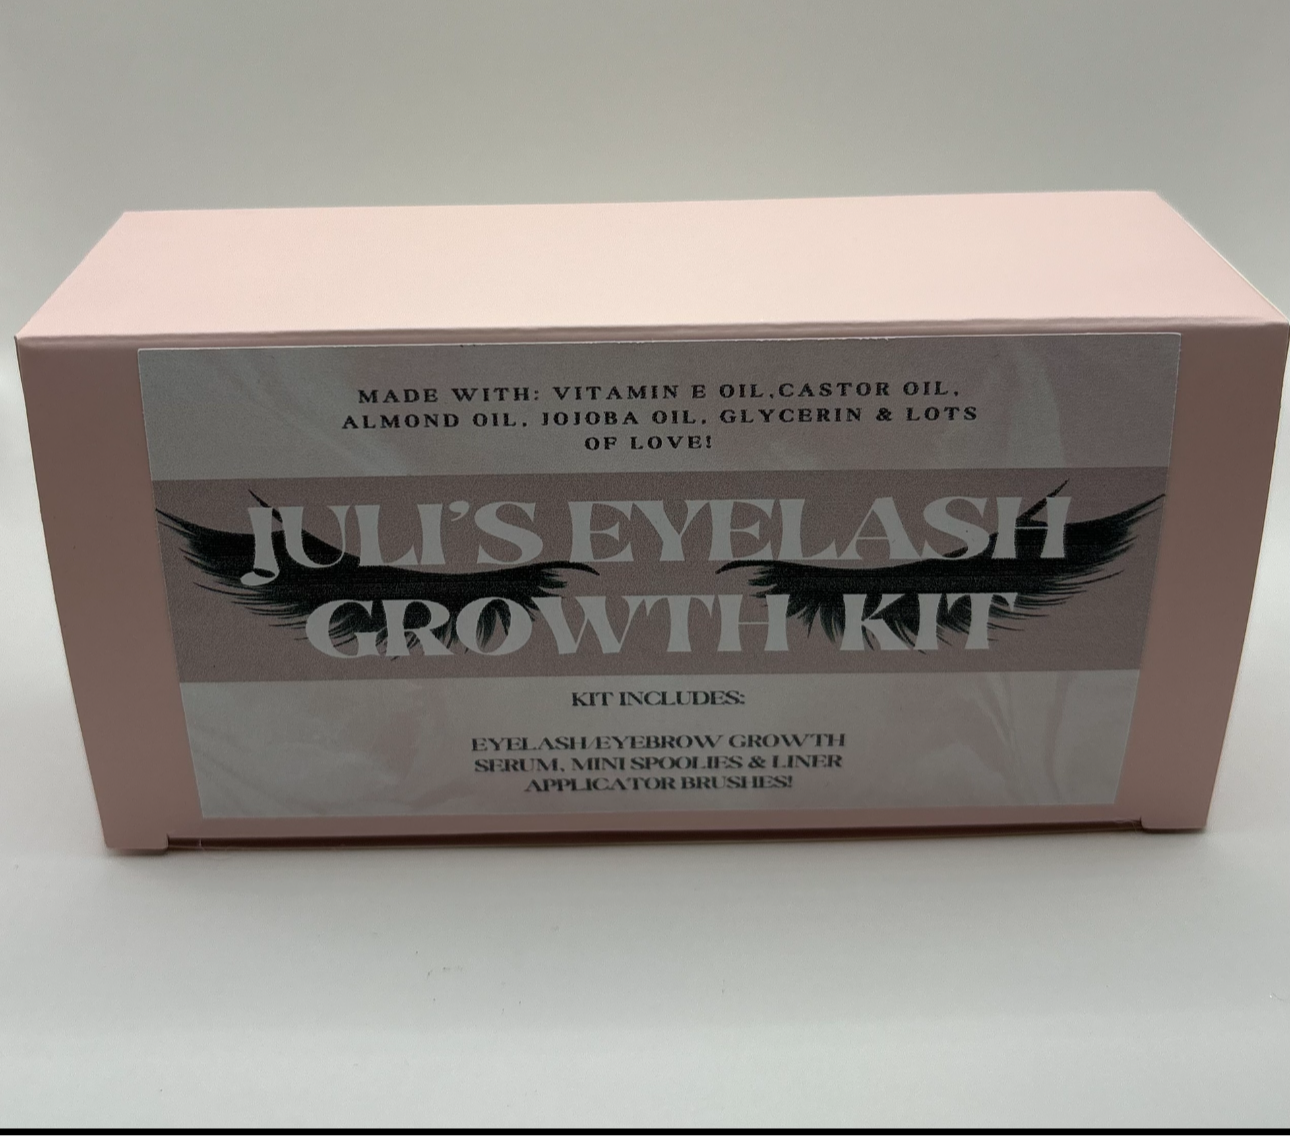 MADE WITH: VITAMIN E OIL,CASTOR OIL,
ALMOND OIL, JOJOBA OIL, GLYCERIN & LOTS
OF LOVE!
JULI'S EYELASH
GROWTH KIT
KIT INCLUDES:
EYELASH/EYEBROW GROWTH
SERUM, MINI SPOOLIES & LINER
APPLICATOR BRUSHES!